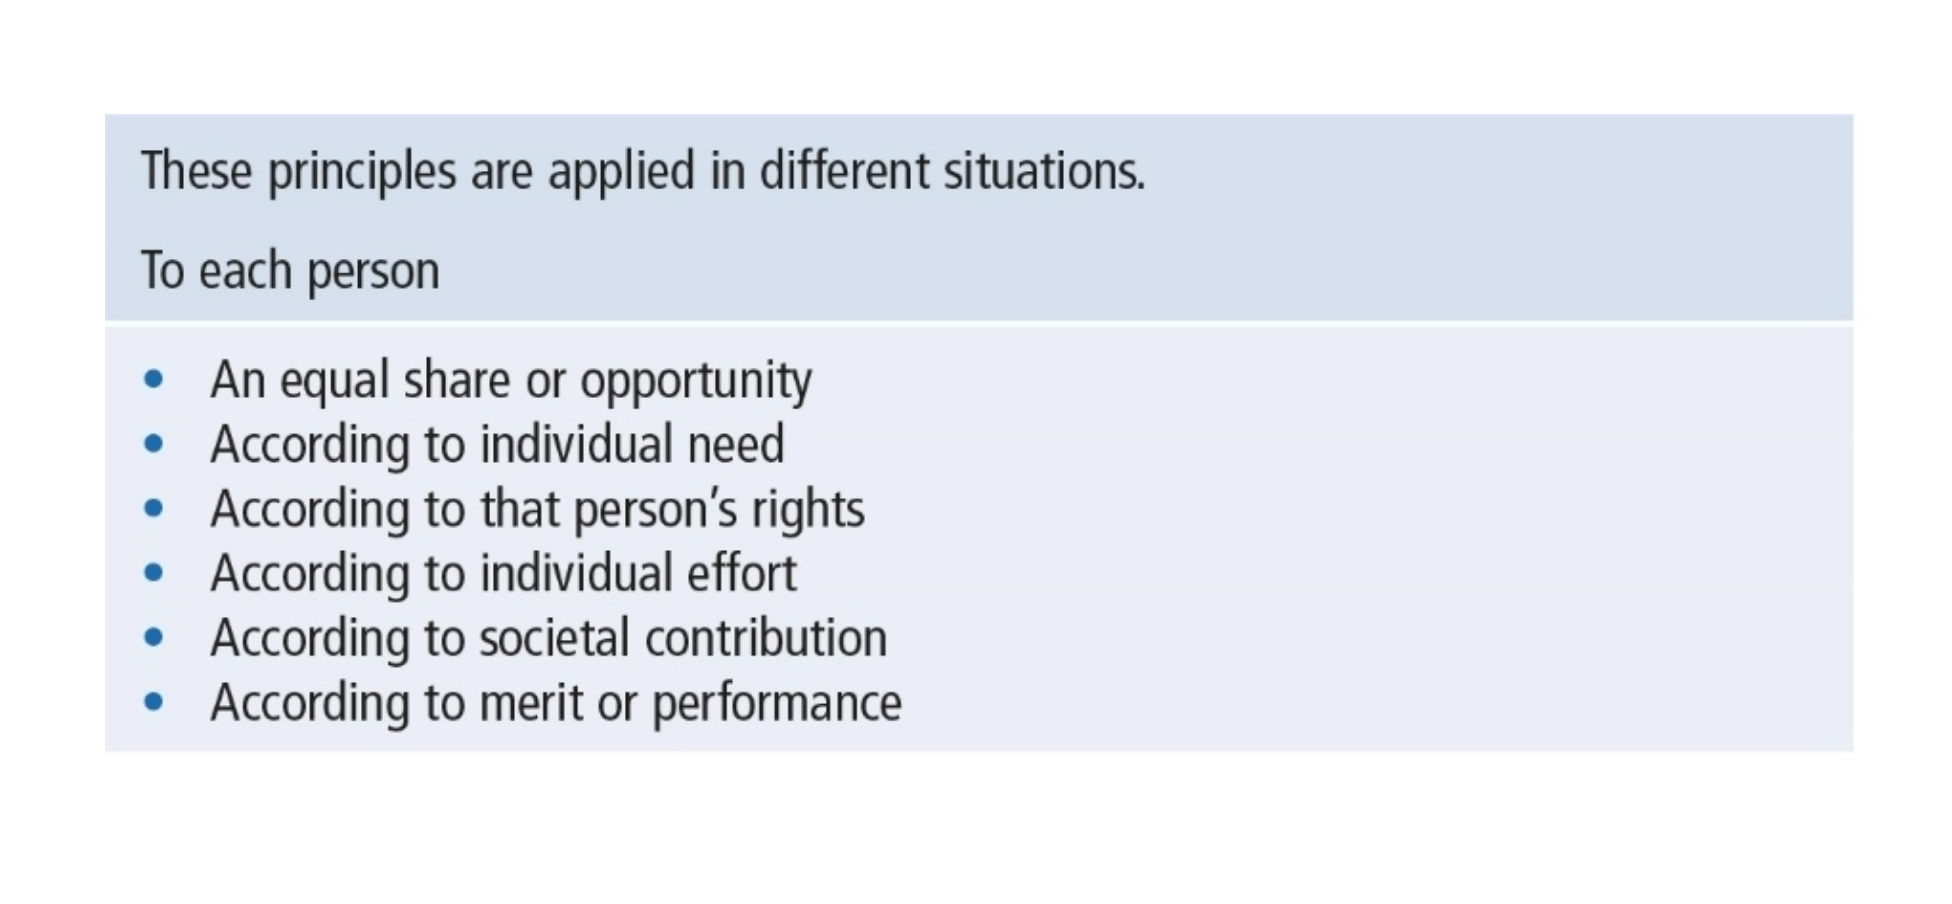 These principles are applied in different situations.
To each person
• An equal share or opportunity
• According to individual need
• According to that person’s rights
• According to individual effort
• According to societal contribution
• According to merit or performance